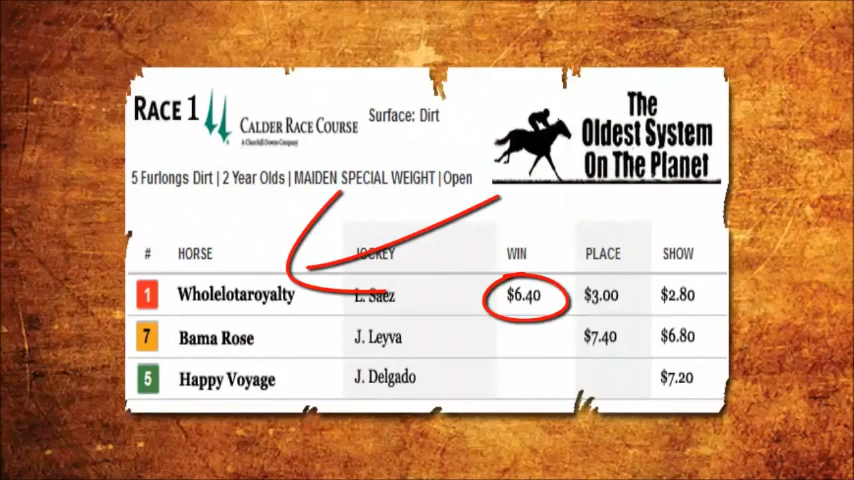 RACE 1
CALDER RACE COURSE
A Churchill Downs Company
Surface: Dirt
The
Oldest System
On The Planet
5 Furlongs Dirt | 2 Year Olds | MAIDEN SPECIAL WEIGHT | Open
# HORSE JOCKEY WIN PLACE SHOW
1 Wholelotaroyalty L. Saez $6.40 $3.00 $2.80
7 Bama Rose J. Leyva $7.40 $6.80
5 Happy Voyage J. Delgado $7.20